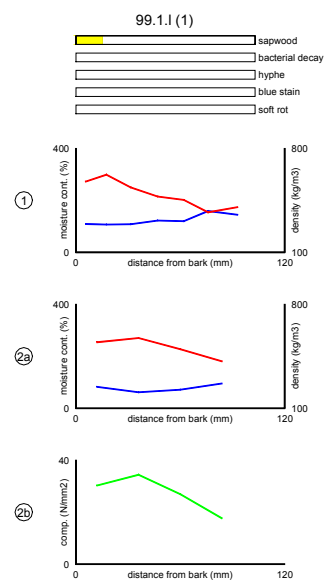 99.1.I (1)
sapwood
bacterial decay
hyphe
blue stain
soft rot
1
400
moisture cont. (%)
0
0
distance from bark (mm)
120
800
density (kg/m3)
100
2a
400
moisture cont. (%)
0
0
distance from bark (mm)
120
800
density (kg/m3)
100
2b
40
comp. (N/mm2)
0
distance from bark (mm)
120